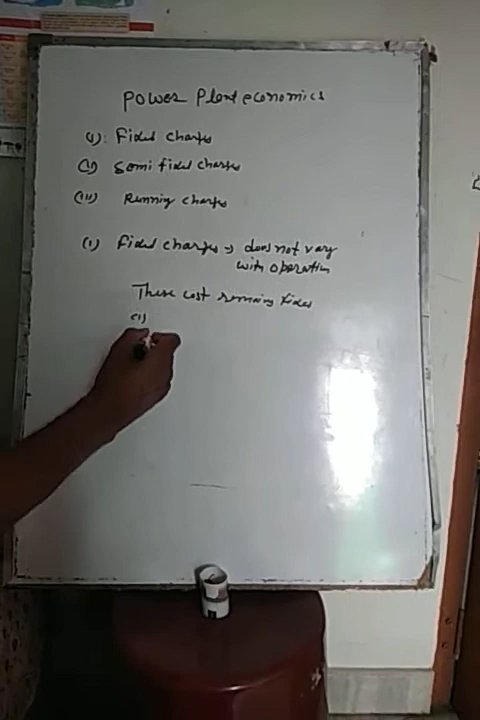 Power Plant economics
(i): Fixed charges
(ii) Semi fixed charges
(iii) Running charges
(i) Fixed charges → does not vary
with operation
These cost remains fixed
(i)